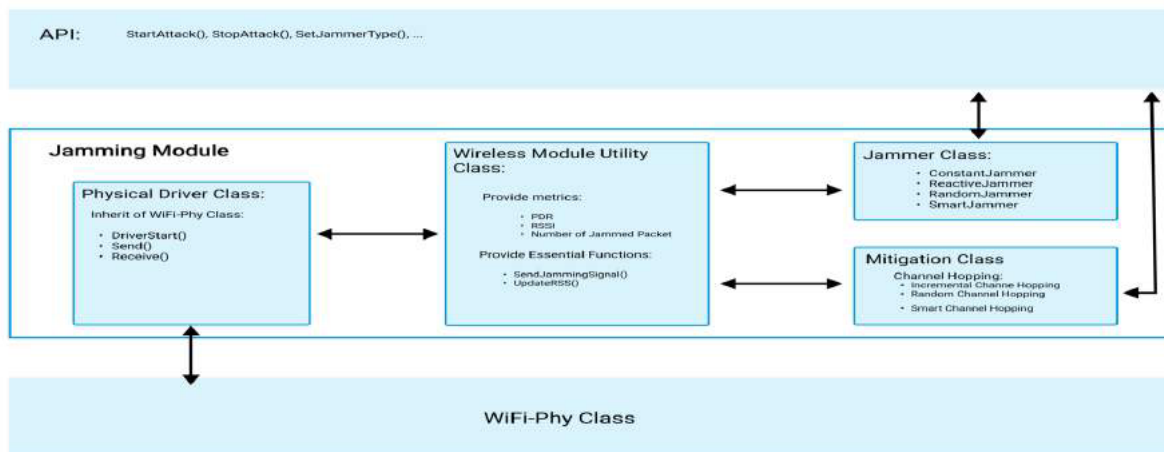 API: StartAttack(), StopAttack(), SetJammerType(), ...
Jamming Module
Physical Driver Class:
Inherit of WiFi-Phy Class:
• DriverStart()
• Send()
• Receive()
Wireless Module Utility
Class:
Provide metrics:
• PDR
• RSSI
• Number of Jammed Packet
Provide Essential Functions:
• SendJammingSignal()
• UpdateRSS()
Jammer Class:
• ConstantJammer
• ReactiveJammer
• RandomJammer
• SmartJammer
Mitigation Class
Channel Hopping:
• Incremental Channe Hopping
• Random Channel Hopping
• Smart Channel Hopping
WiFi-Phy Class